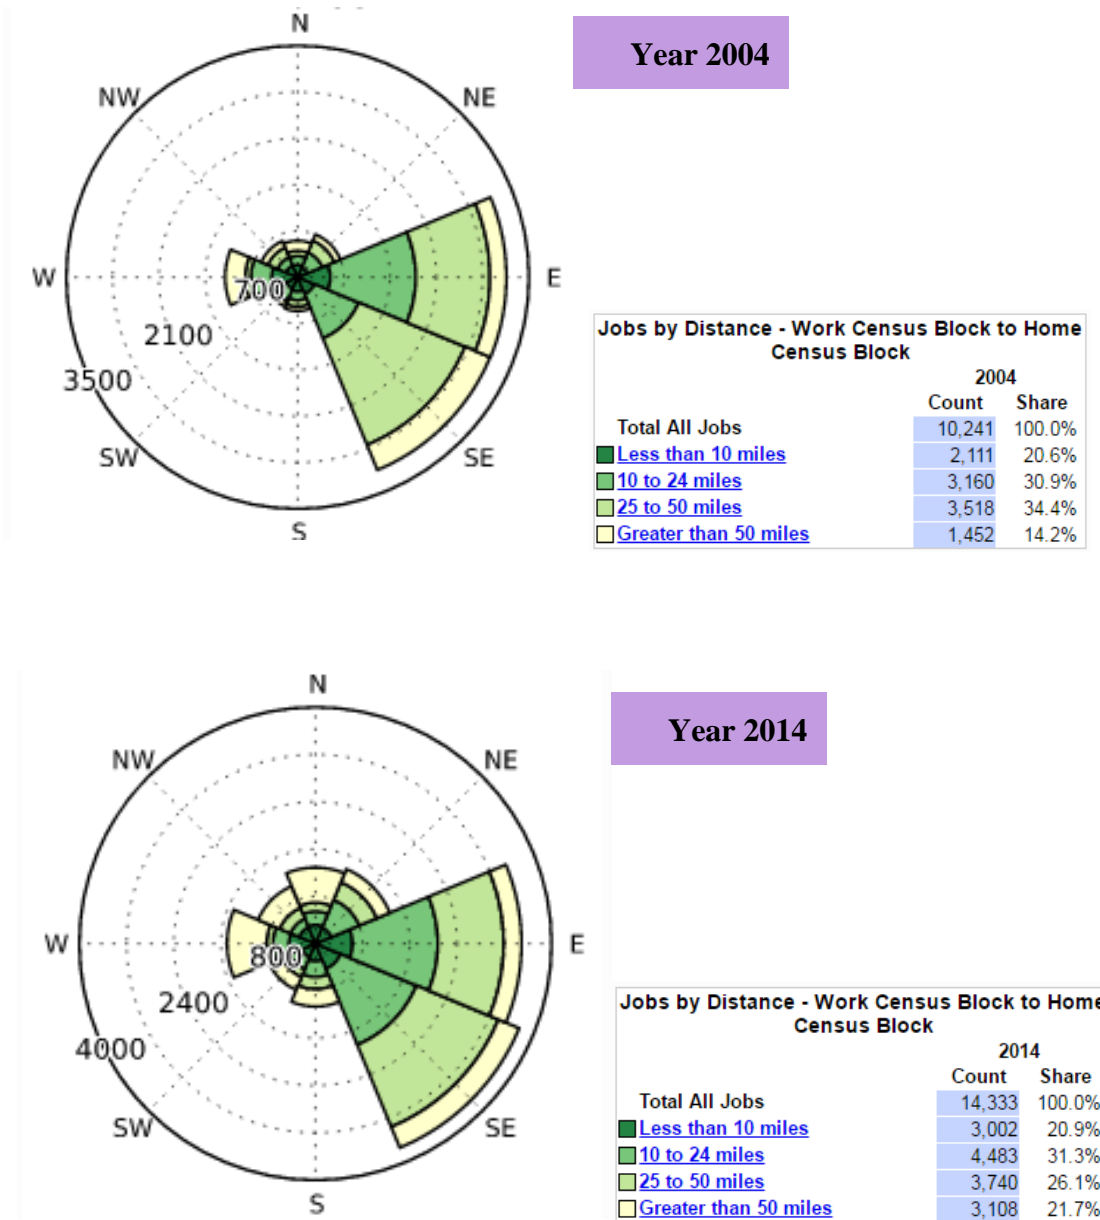 N
Year 2004
NW
NE
W
E
700
2100
3500
SW
SE
S
Jobs by Distance - Work Census Block to Home
Census Block
2004
Count Share
Total All Jobs 10,241 100.0%
Less than 10 miles 2,111 20.6%
10 to 24 miles 3,160 30.9%
25 to 50 miles 3,518 34.4%
Greater than 50 miles 1,452 14.2%
N
Year 2014
NW
NE
W
E
800
2400
4000
SW
SE
S
Jobs by Distance - Work Census Block to Home
Census Block
2014
Count Share
Total All Jobs 14,333 100.0%
Less than 10 miles 3,002 20.9%
10 to 24 miles 4,483 31.3%
25 to 50 miles 3,740 26.1%
Greater than 50 miles 3,108 21.7%